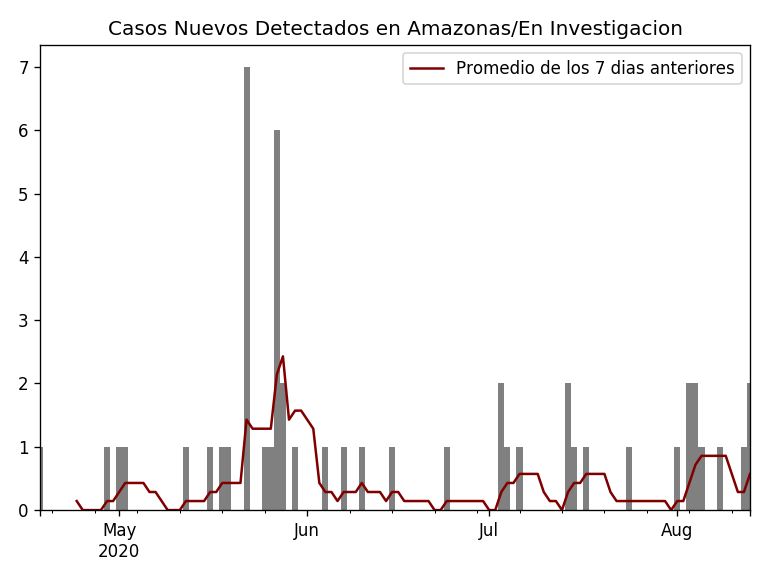 Casos Nuevos Detectados en Amazonas/En Investigacion
Promedio de los 7 dias anteriores
7
6
5
4
3
2
1
0
May
2020
Jun
Jul
Aug